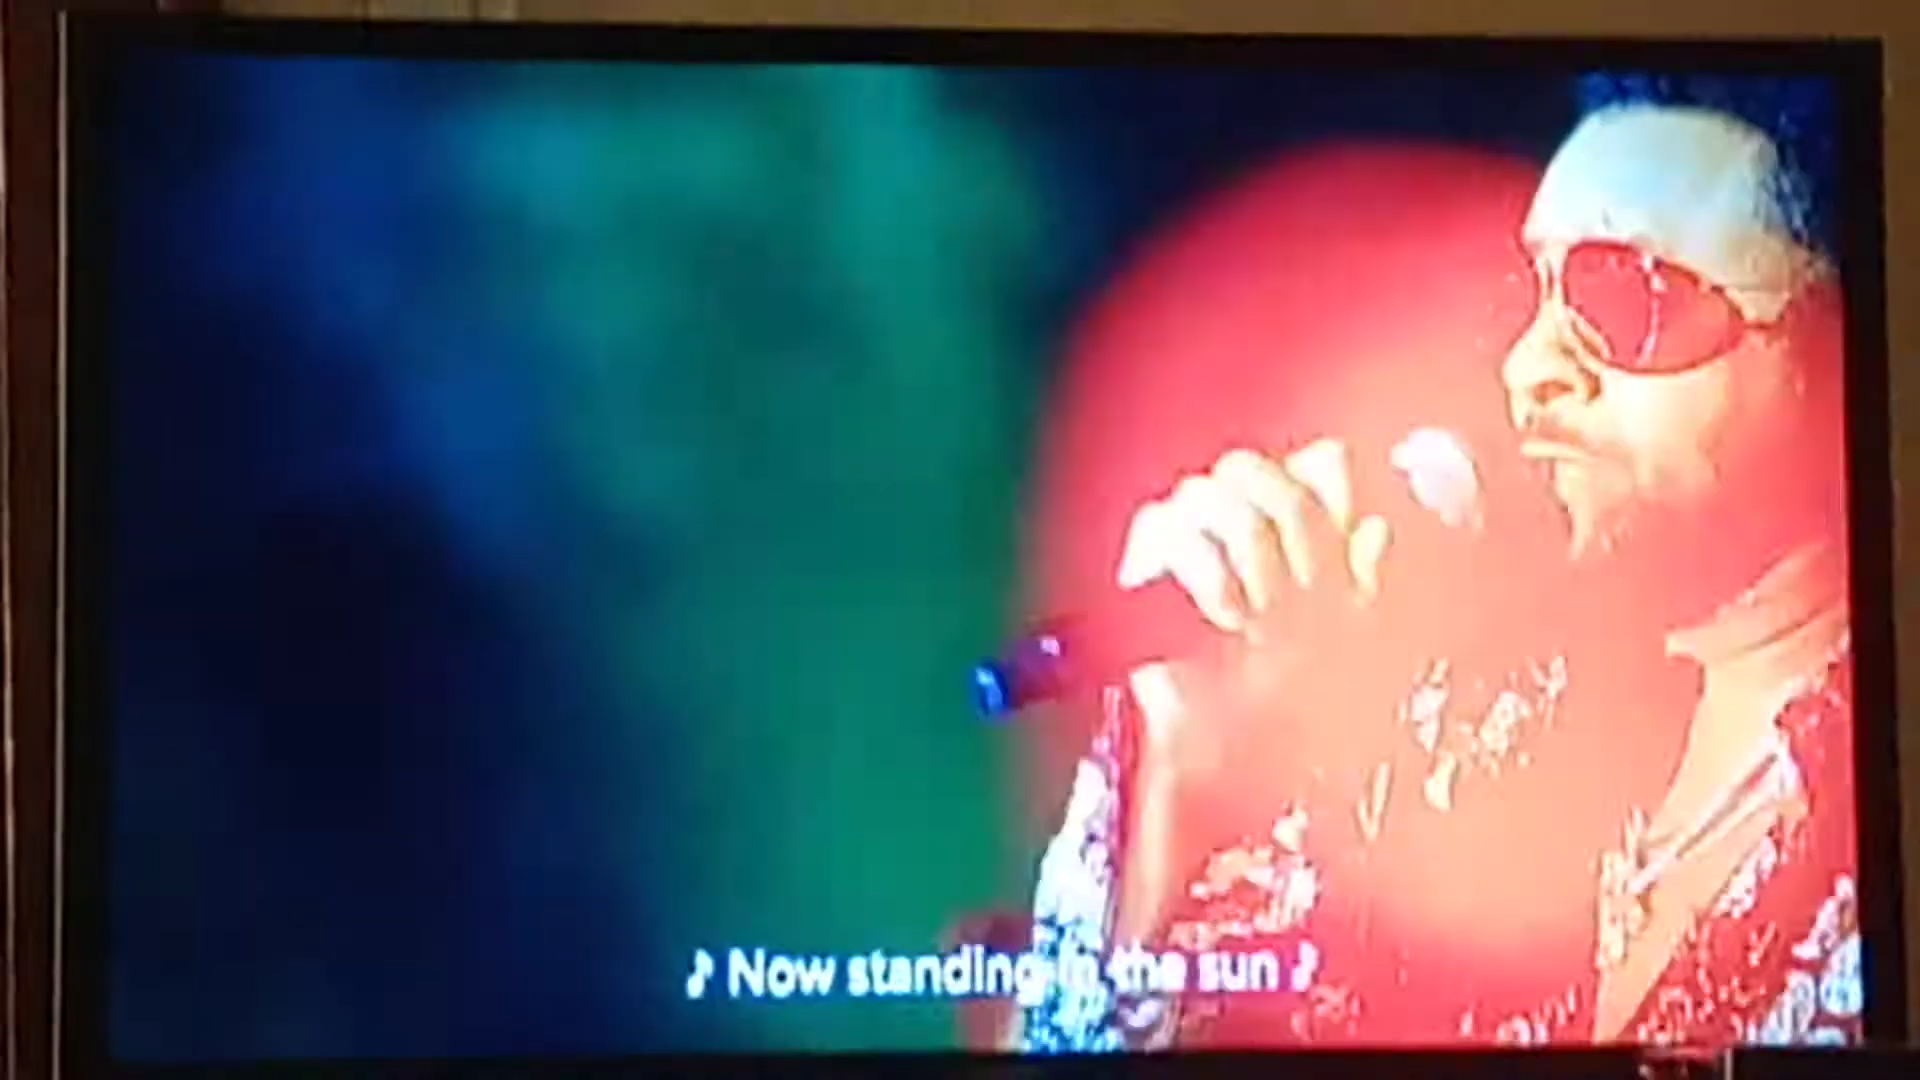 ♪ Now standing in the sun ♪